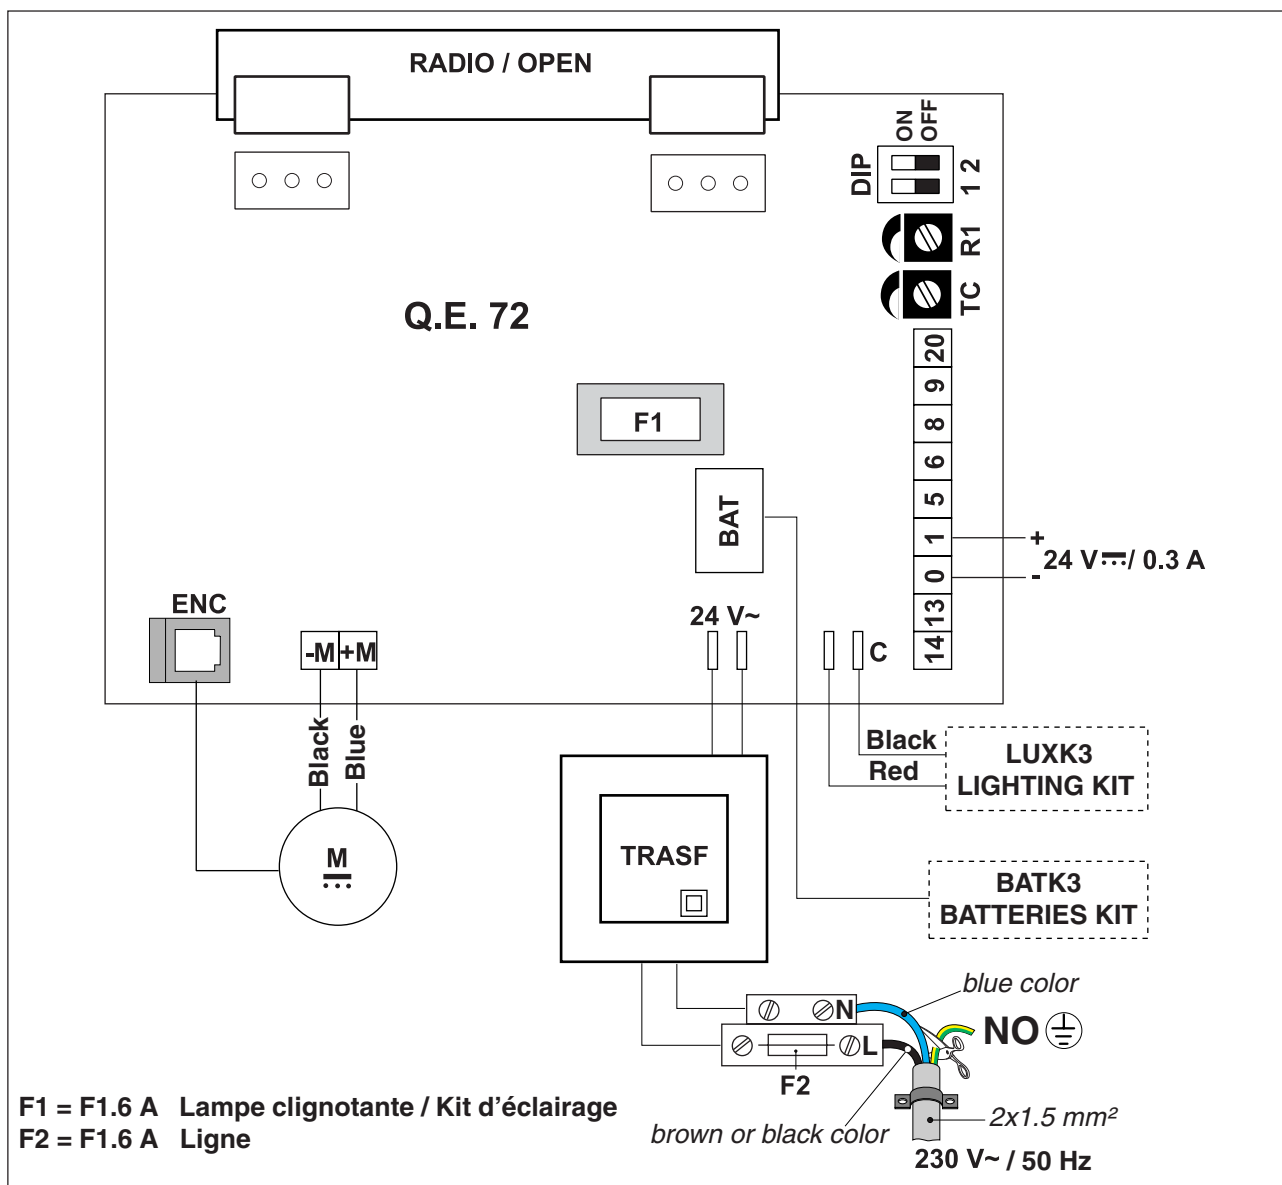 RADIO / OPEN
ON
OFF
DIP
1 2
R1
TC
Q.E. 72
20
9
8
6
5
1
0
13
14
F1
BAT
+
24 V⎓/ 0.3 A
-
ENC
-M
+M
24 V~
C
Black
Blue
Black
Red
LUXK3
LIGHTING KIT
M
TRASF
BATK3
BATTERIES KIT
blue color
N
NO
L
F2
F1 = F1.6 A Lampe clignotante / Kit d'éclairage
F2 = F1.6 A Ligne
brown or black color
2x1.5 mm²
230 V~ / 50 Hz